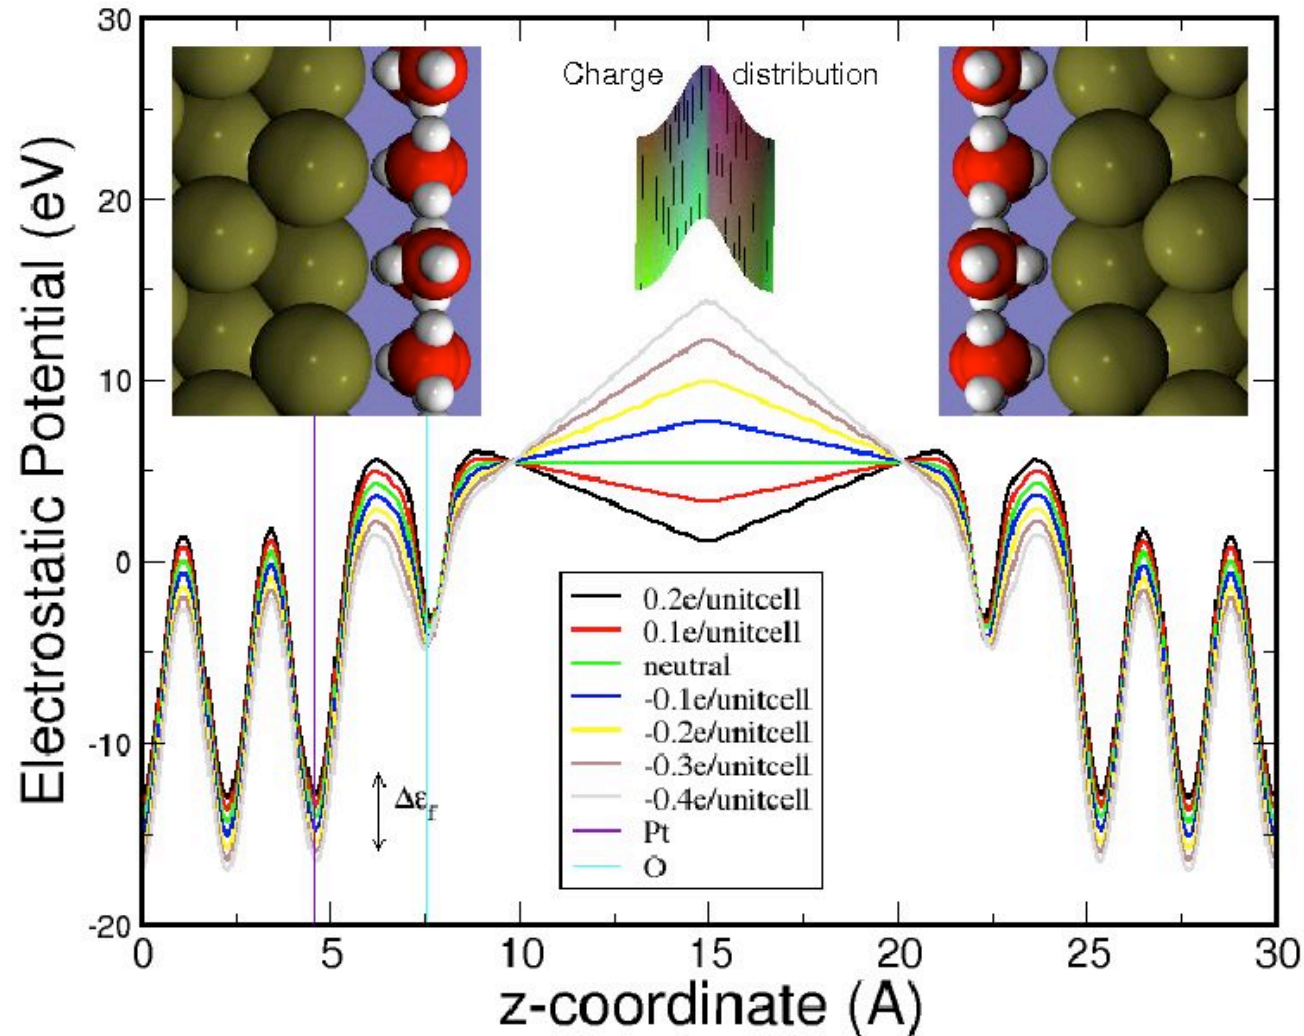 Electrostatic Potential (eV)
30
20
10
0
-10
-20
Charge distribution
0.2e/unitcell
0.1e/unitcell
neutral
-0.1e/unitcell
-0.2e/unitcell
-0.3e/unitcell
-0.4e/unitcell
Pt
O
Δε_f
0 5 10 15 20 25 30
z-coordinate (A)